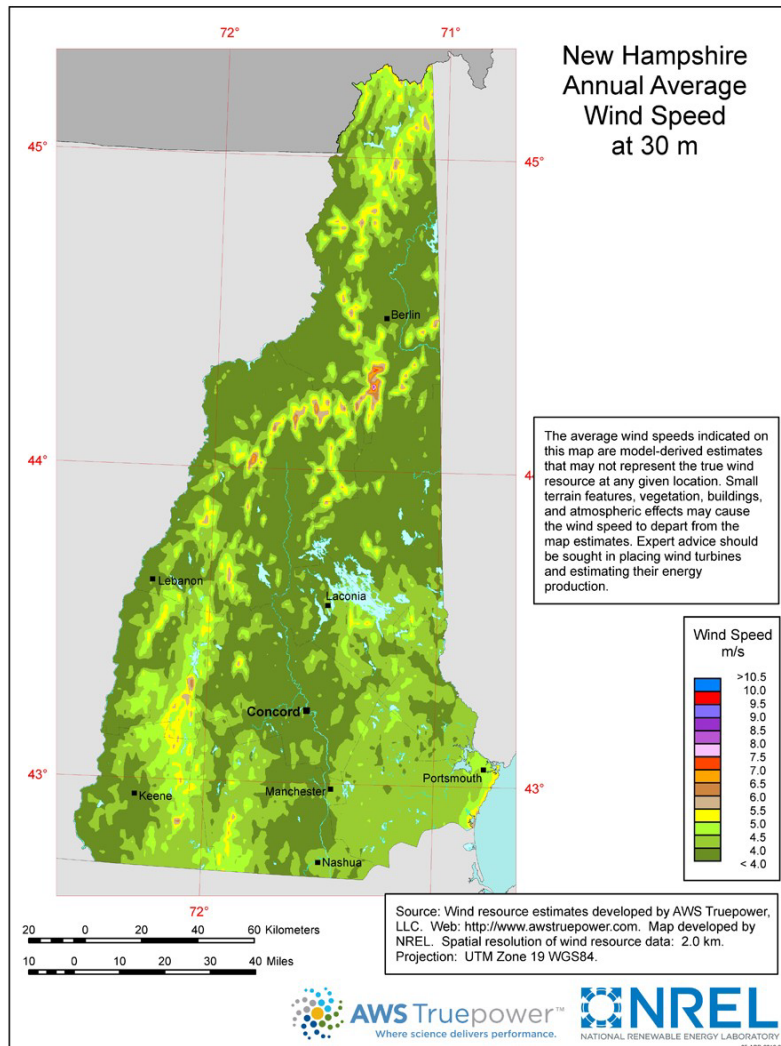 New Hampshire
Annual Average
Wind Speed
at 30 m
72°
71°
45°
45°
Berlin
44°
44°
The average wind speeds indicated on
this map are model-derived estimates
that may not represent the true wind
resource at any given location. Small
terrain features, vegetation, buildings,
and atmospheric effects may cause
the wind speed to depart from the
map estimates. Expert advice should
be sought in placing wind turbines
and estimating their energy
production.
Lebanon
Laconia
Concord
Wind Speed
m/s
>10.5
10.0
9.5
9.0
8.5
8.0
7.5
7.0
6.5
6.0
5.5
5.0
4.5
4.0
< 4.0
43°
Portsmouth
43°
Keene
Manchester
Nashua
72°
71°
20 0 20 40 60 Kilometers
10 0 10 20 30 40 Miles
Source: Wind resource estimates developed by AWS Truepower,
LLC. Web: http://www.awstruepower.com. Map developed by
NREL. Spatial resolution of wind resource data: 2.0 km.
Projection: UTM Zone 19 WGS84.
AWS Truepower™
Where science delivers performance.
NREL
NATIONAL RENEWABLE ENERGY LABORATORY